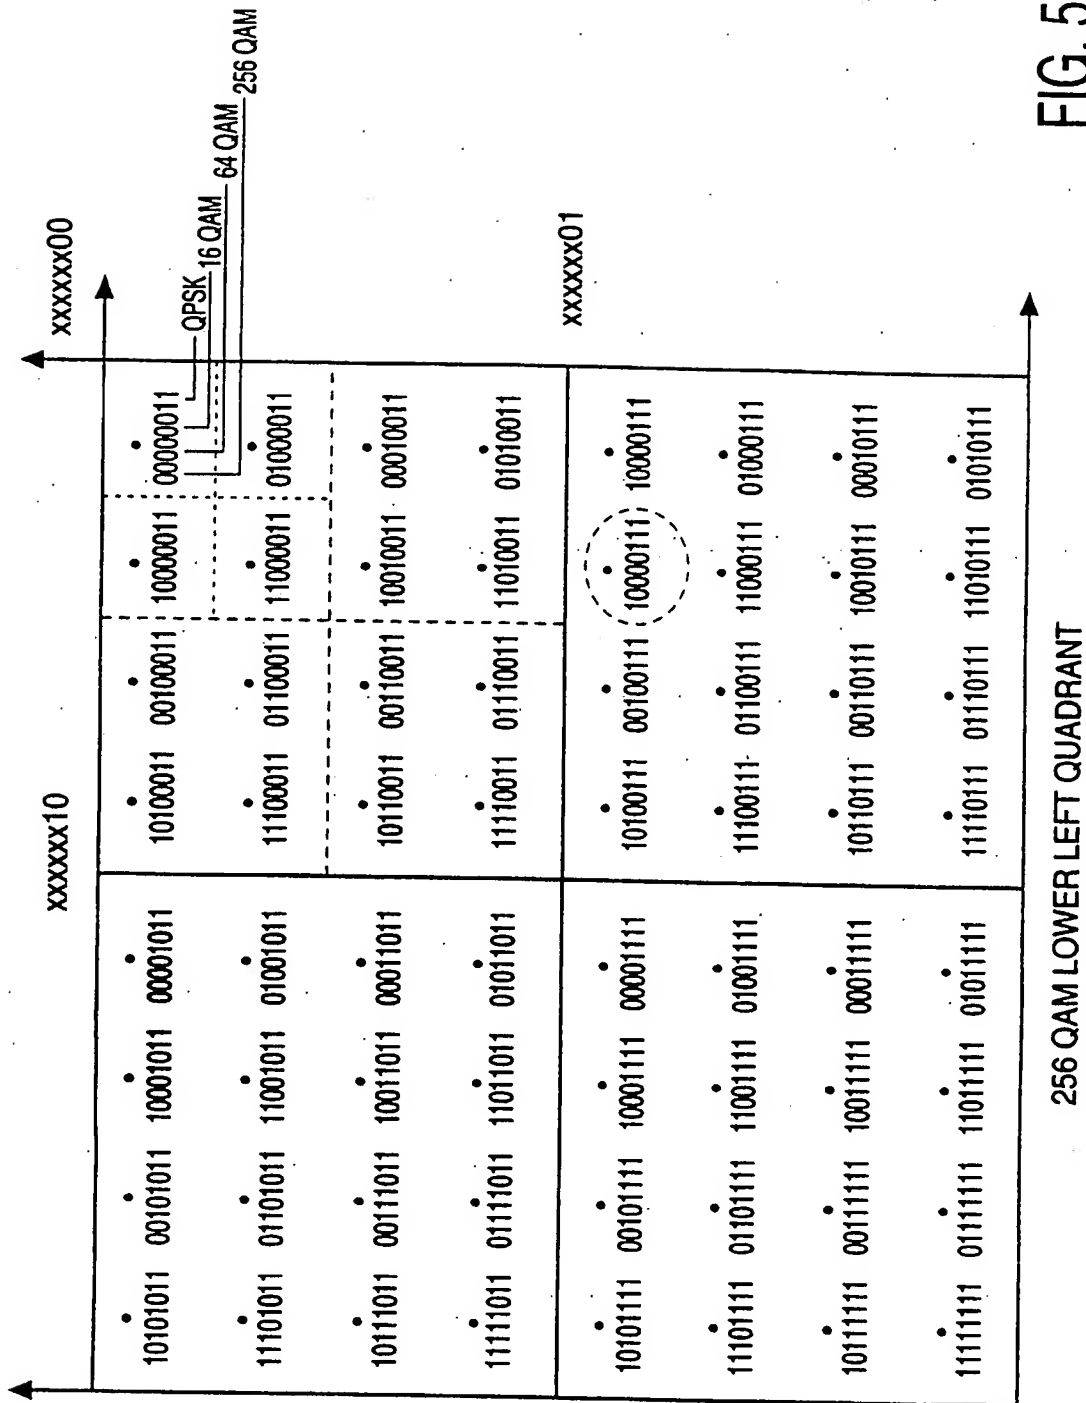 xxxxxx10 xxxxxx00
10101011 00101011 10001011 00001011 10100011 00100011 10000011 00000011
QPSK
16 QAM
64 QAM
256 QAM
11101011 01101011 11001011 01001011 11100011 01100011 11000011 01000011
10111011 00111011 10011011 00011011 10110011 00110011 10010011 00010011
11111011 01111011 11011011 01011011 11110011 01110011 11010011 01010011
xxxxxx01
10101111 00101111 10001111 00001111 10100111 00100111 10000111 10000111
11101111 01101111 11001111 01001111 11100111 01100111 11000111 01000111
10111111 00111111 10011111 00011111 10110111 00110111 10010111 00010111
11111111 01111111 11011111 01011111 11110111 01110111 11010111 01010111
256 QAM LOWER LEFT QUADRANT
FIG. 5